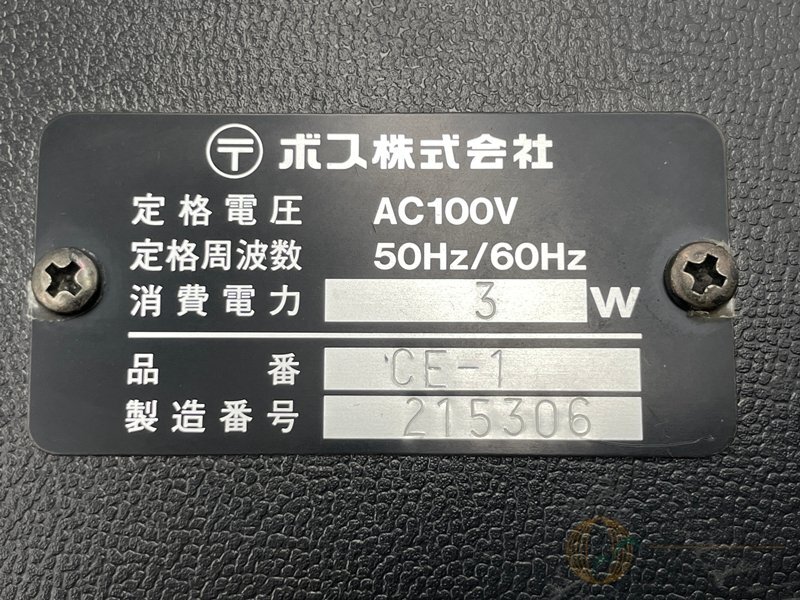 〒 ボス株式会社
定格電圧 AC100V
定格周波数 50Hz/60Hz
消費電力 3 W
品番 CE-1
製造番号 215306